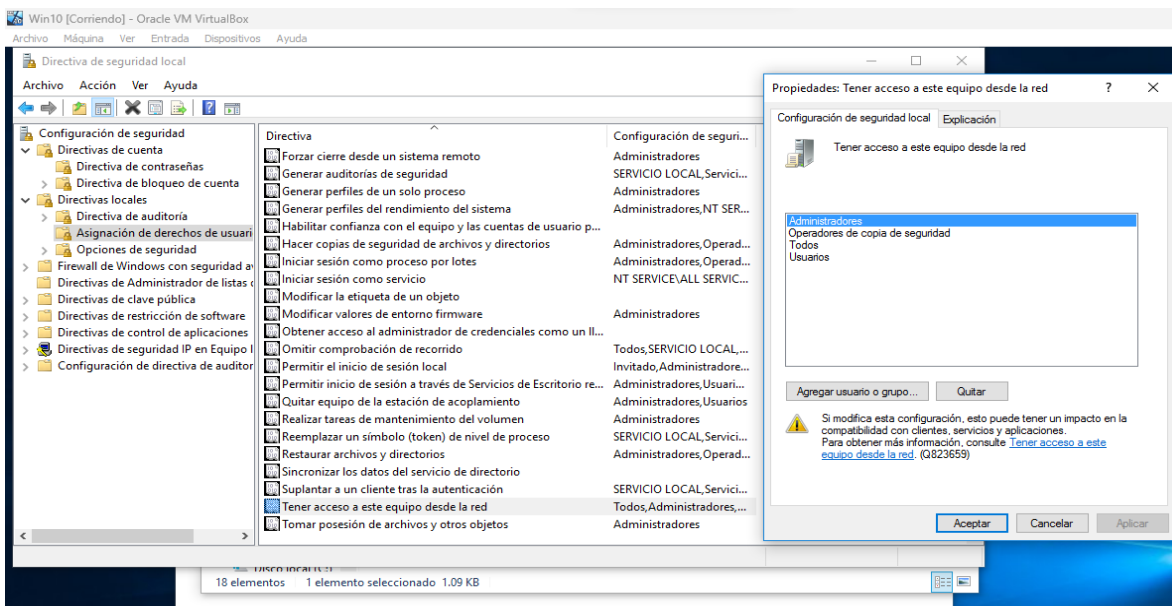 Win10 [Corriendo] - Oracle VM VirtualBox
Archivo Máquina Ver Entrada Dispositivos Ayuda
Directiva de seguridad local
Archivo Acción Ver Ayuda
Configuración de seguridad
Directivas de cuenta
Directiva de contraseñas
Directiva de bloqueo de cuenta
Directivas locales
Directiva de auditoría
Asignación de derechos de usuari
Opciones de seguridad
Firewall de Windows con seguridad a
Directivas de Administrador de listas
Directivas de clave pública
Directivas de restricción de software
Directivas de control de aplicaciones
Directivas de seguridad IP en Equipo l
Configuración de directiva de auditor
Directiva Configuración de seguri...
Forzar cierre desde un sistema remoto Administradores
Generar auditorías de seguridad SERVICIO LOCAL,Servici...
Generar perfiles de un solo proceso Administradores
Generar perfiles del rendimiento del sistema Administradores,NT SER...
Habilitar confianza con el equipo y las cuentas de usuario p...
Hacer copias de seguridad de archivos y directorios Administradores,Operad...
Iniciar sesión como proceso por lotes Administradores,Operad...
Iniciar sesión como servicio NT SERVICE\ALL SERVIC...
Modificar la etiqueta de un objeto
Modificar valores de entorno firmware Administradores
Obtener acceso al administrador de credenciales como un ll...
Omitir comprobación de recorrido Todos,SERVICIO LOCAL,...
Permitir el inicio de sesión local Invitado,Administradore...
Permitir inicio de sesión a través de Servicios de Escritorio re... Administradores,Usuari...
Quitar equipo de la estación de acoplamiento Administradores,Usuarios
Realizar tareas de mantenimiento del volumen Administradores
Reemplazar un símbolo (token) de nivel de proceso SERVICIO LOCAL,Servici...
Restaurar archivos y directorios Administradores,Operad...
Sincronizar los datos del servicio de directorio
Suplantar a un cliente tras la autenticación SERVICIO LOCAL,Servici...
Tener acceso a este equipo desde la red Todos,Administradores,...
Tomar posesión de archivos y otros objetos Administradores
Disco local (C:)
18 elementos 1 elemento seleccionado 1.09 KB
Propiedades: Tener acceso a este equipo desde la red ?
Configuración de seguridad local Explicación
Tener acceso a este equipo desde la red
Administradores
Operadores de copia de seguridad
Todos
Usuarios
Agregar usuario o grupo... Quitar
Si modifica esta configuración, esto puede tener un impacto en la
compatibilidad con clientes, servicios y aplicaciones.
Para obtener más información, consulte Tener acceso a este
equipo desde la red. (Q823659)
Aceptar Cancelar Aplicar